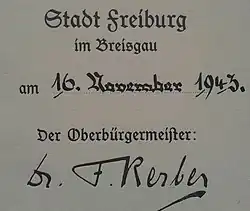 Stadt Freiburg
im Breisgau
am 16. November 1943.
Der Oberbürgermeister:
Dr. F. Kerber